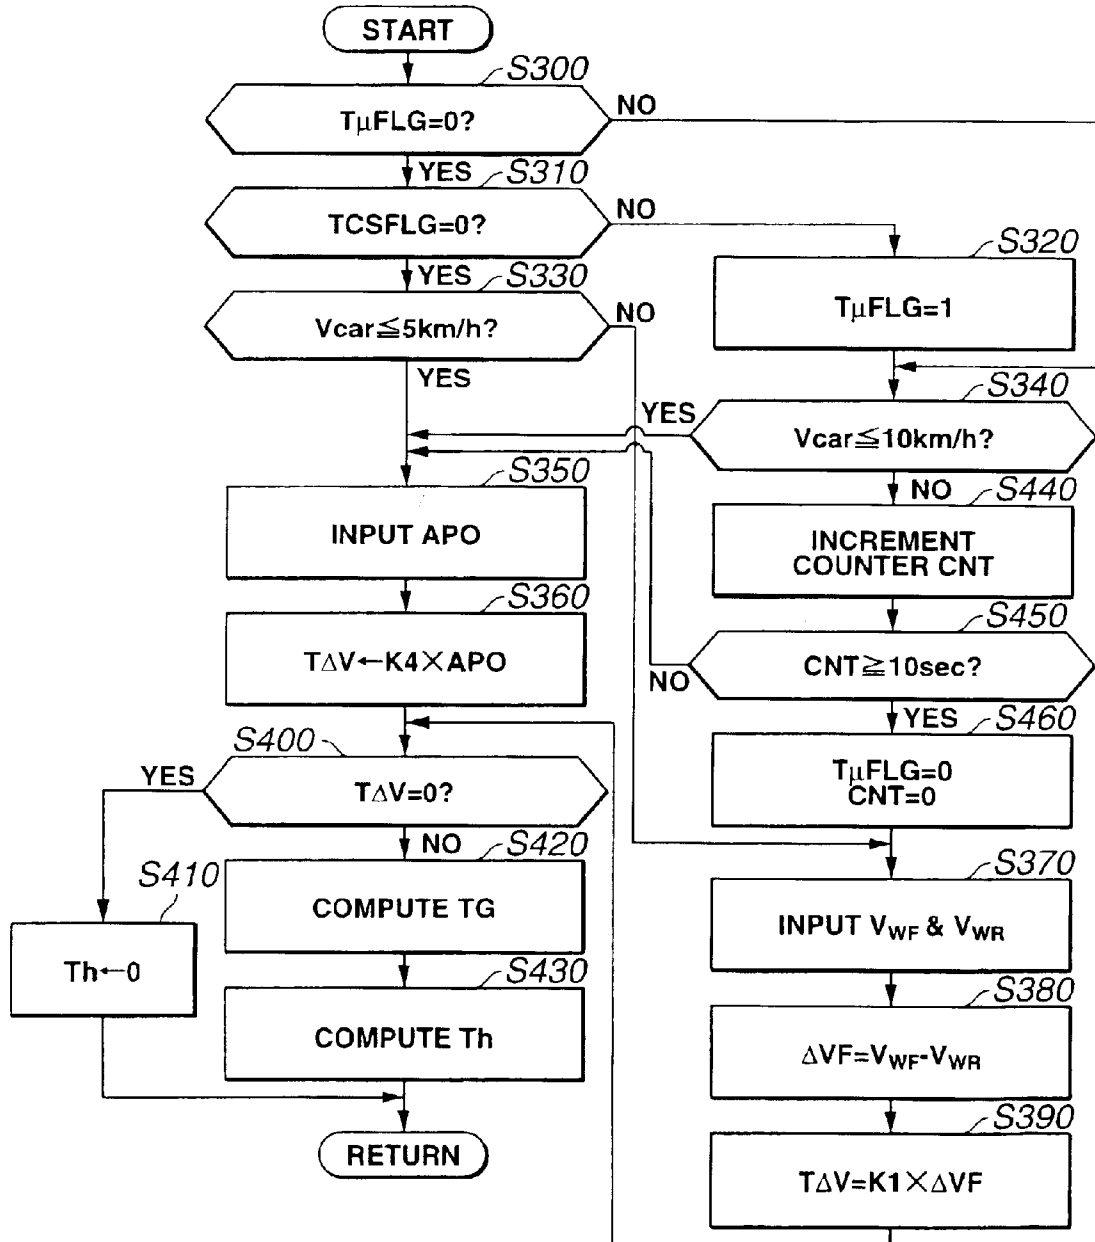 START
S300
TμFLG=0?
NO
YES
S310
TCSFLG=0?
NO
YES
S330
Vcar≦5km/h?
NO
YES
S320
TμFLG=1
S340
YES
Vcar≦10km/h?
NO
S440
INCREMENT
COUNTER CNT
S450
CNT≧10sec?
NO
YES
S460
TμFLG=0
CNT=0
S350
INPUT APO
S360
TΔV←K4×APO
S400
YES
TΔV=0?
NO
S410
Th←0
S420
COMPUTE TG
S430
COMPUTE Th
RETURN
S370
INPUT VWF & VWR
S380
ΔVF=VWF-VWR
S390
TΔV=K1×ΔVF